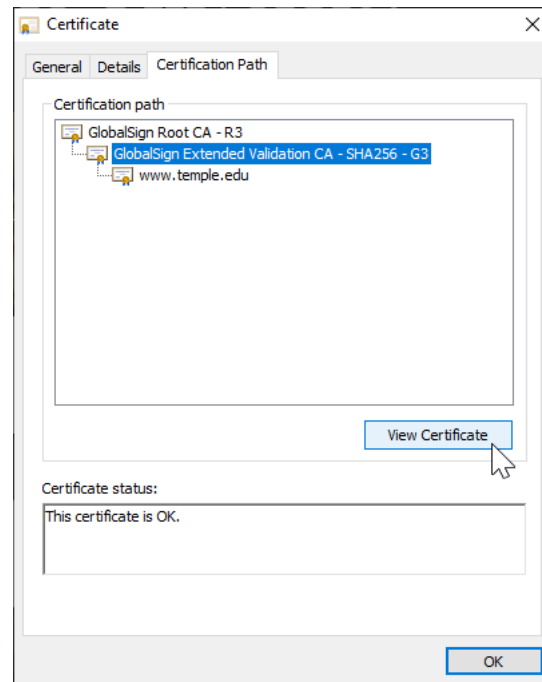 Certificate
General Details Certification Path
Certification path
GlobalSign Root CA - R3
GlobalSign Extended Validation CA - SHA256 - G3
www.temple.edu
View Certificate
Certificate status:
This certificate is OK.
OK